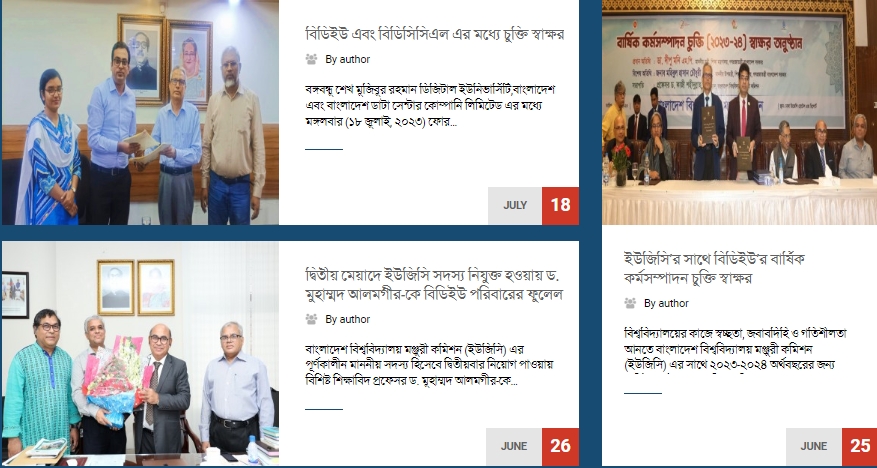 বিডিইউ এবং বিডিসিসিএল এর মধ্যে চুক্তি স্বাক্ষর
By author
বঙ্গবন্ধু শেখ মুজিবুর রহমান ডিজিটাল ইউনিভার্সিটি,বাংলাদেশ
এবং বাংলাদেশ ডাটা সেন্টার কোম্পানি লিমিটেড এর মধ্যে
মঙ্গলবার (১৮ জুলাই, ২০২৩) ফোর...
JULY 18
দ্বিতীয় মেয়াদে ইউজিসি সদস্য নিযুক্ত হওয়ায় ড.
মুহাম্মদ আলমগীর-কে বিডিইউ পরিবারের ফুলেল
By author
বাংলাদেশ বিশ্ববিদ্যালয় মঞ্জুরী কমিশন (ইউজিসি) এর
পূর্ণকালীন মাননীয় সদস্য হিসেবে দ্বিতীয়বার নিয়োগ পাওয়ায়
বিশিষ্ট শিক্ষাবিদ প্রফেসর ড. মুহাম্মদ আলমগীর-কে...
JUNE 26
বার্ষিক কর্মসম্পাদন চুক্তি (২০২৩-২৪) স্বাক্ষর অনুষ্ঠান
ইউজিসি'র সাথে বিডিইউ'র বার্ষিক
কর্মসম্পাদন চুক্তি স্বাক্ষর
By author
বিশ্ববিদ্যালয়ের কাজে স্বচ্ছতা, জবাবদিহি ও গতিশীলতা
আনতে বাংলাদেশ বিশ্ববিদ্যালয় মঞ্জুরী কমিশন
(ইউজিসি) এর সাথে ২০২৩-২০২৪ অর্থবছরের জন্য
JUNE 25